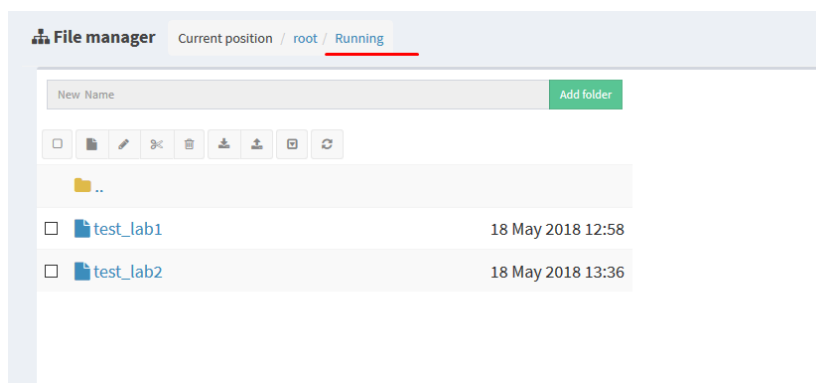 File manager Current position / root / Running
New Name Add folder
..
test_lab1 18 May 2018 12:58
test_lab2 18 May 2018 13:36